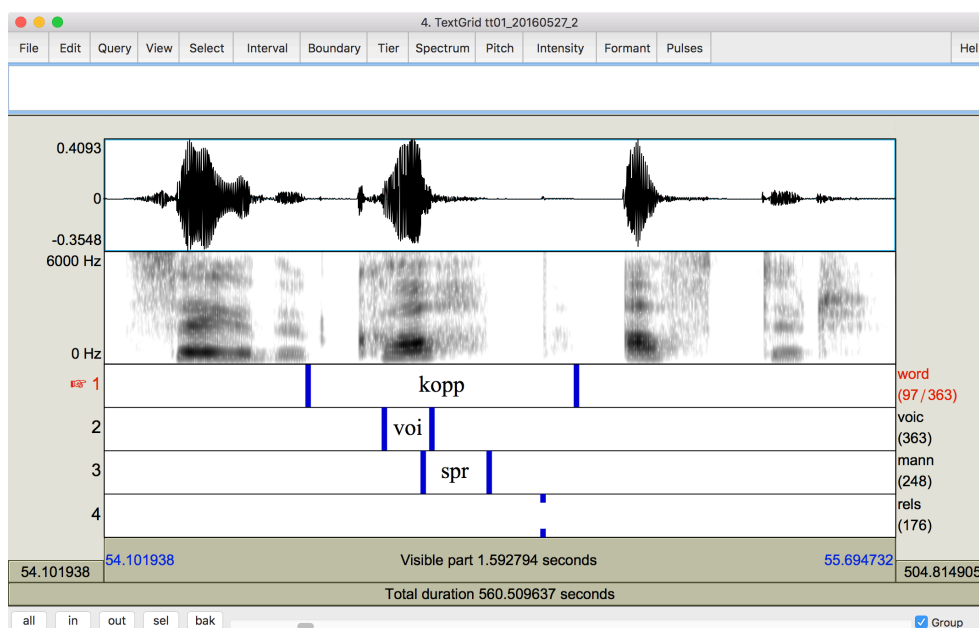 4. TextGrid tt01_20160527_2
File Edit Query View Select Interval Boundary Tier Spectrum Pitch Intensity Formant Pulses Hel
0.4093
0
-0.3548
6000 Hz
0 Hz
1 kopp word
(97/363)
2 voi voic
(363)
3 spr mann
(248)
4 rels
(176)
54.101938 Visible part 1.592794 seconds 55.694732
54.101938 504.814905
Total duration 560.509637 seconds
all in out sel bak Group